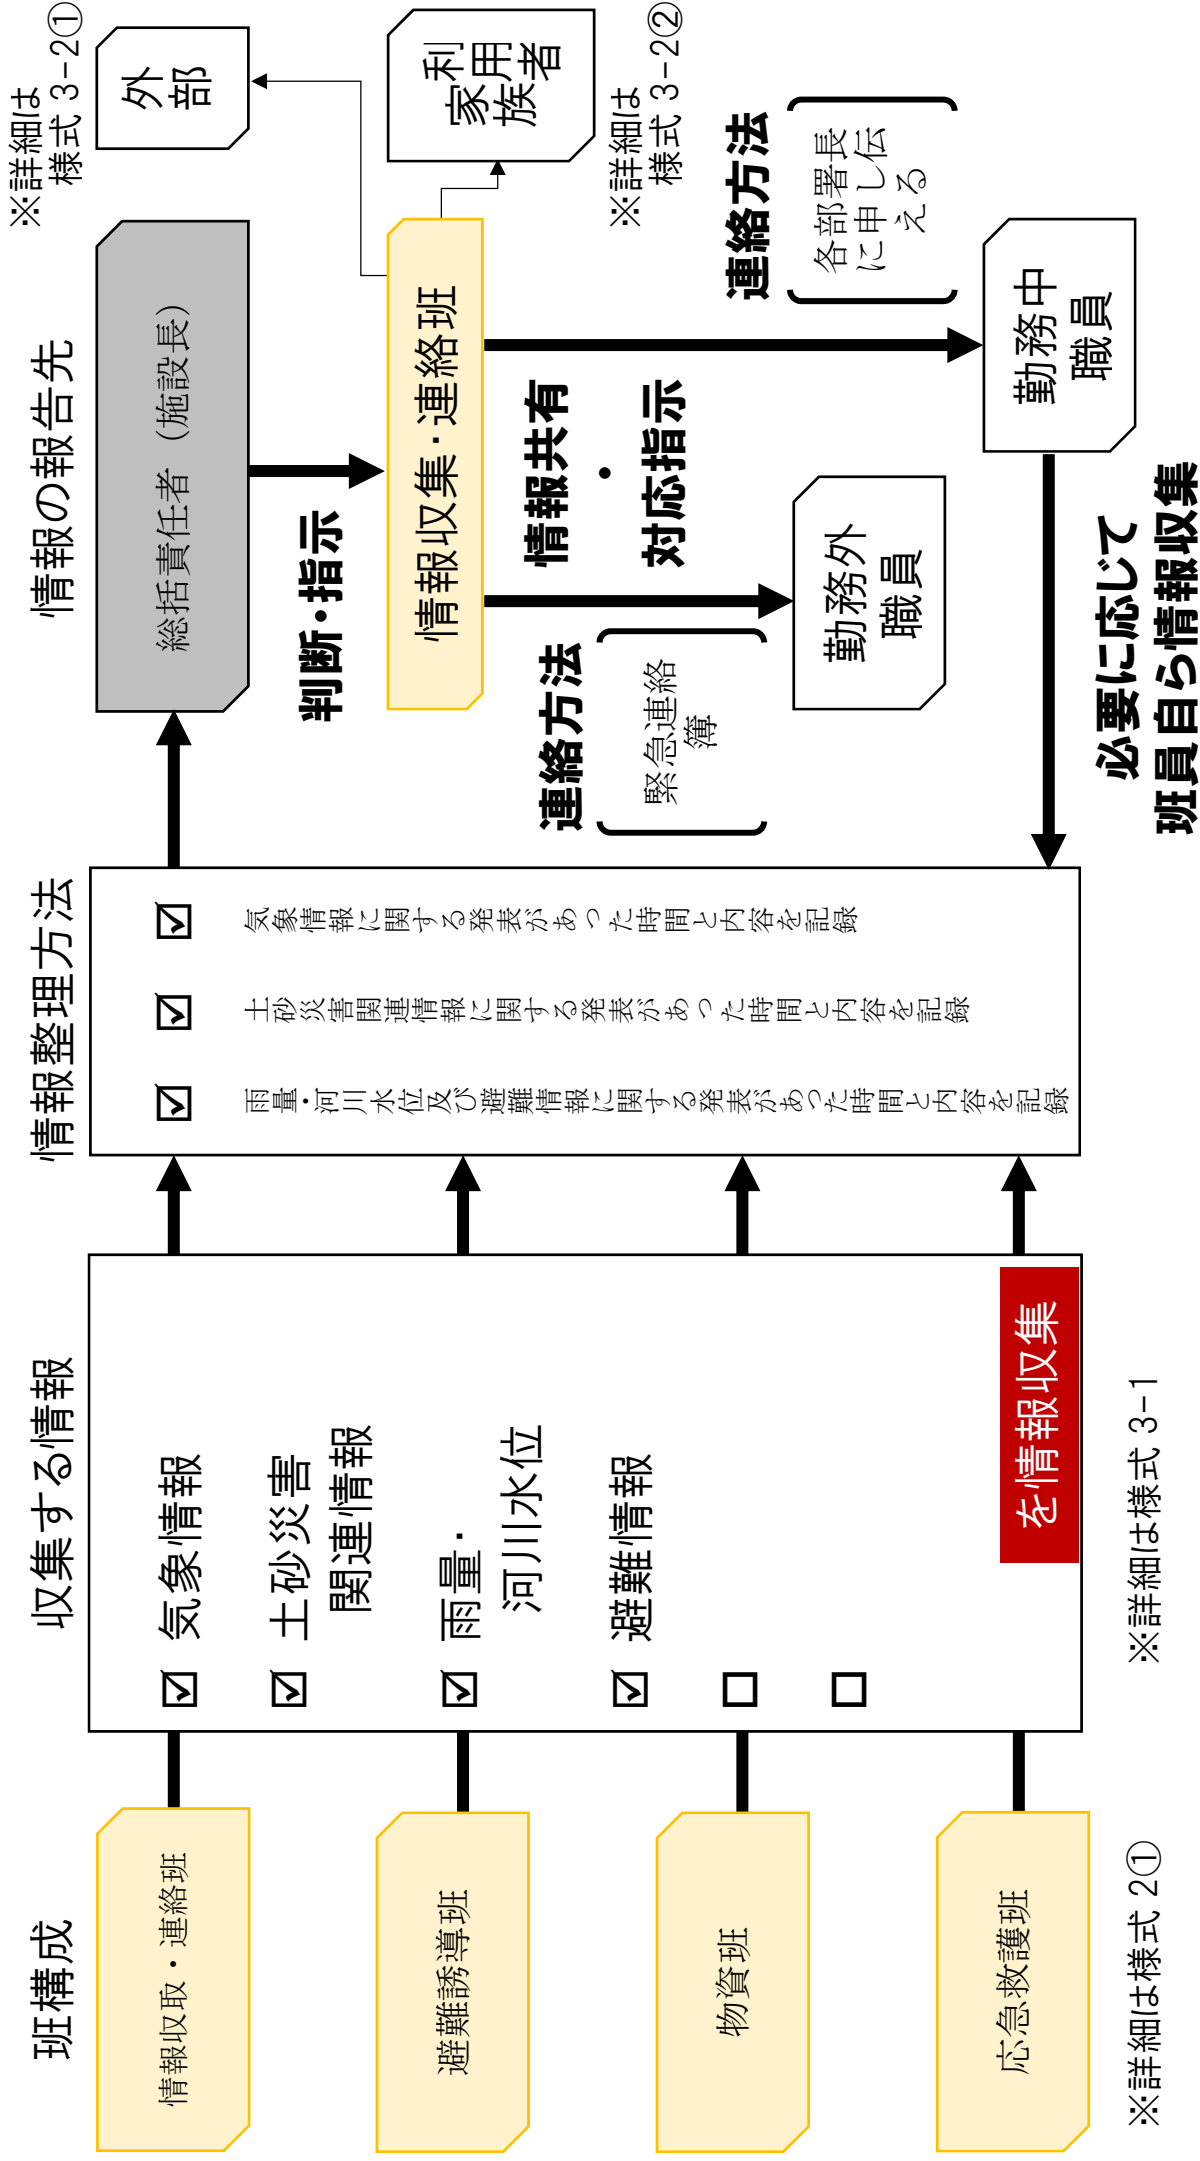 班構成
情報収取・連絡班
避難誘導班
物資班
応急救護班
※詳細は様式 2①
収集する情報
☑ 気象情報
☑ 土砂災害
関連情報
☑ 雨量・
河川水位
☑ 避難情報
☐
☐
を情報収集
※詳細は様式 3-1
情報整理方法
☑ 気象情報に関する発表があった時間と内容を記録
☑ 土砂災害関連情報に関する発表があった時間と内容を記録
☑ 雨量・河川水位及び避難情報に関する発表があった時間と内容を記録
情報の報告先
総括責任者（施設長）
判断・指示
情報収集・連絡班
情報共有
・
対応指示
連絡方法
緊急連絡
簿
勤務外
職員
連絡方法
各部署長
に申し伝
える
勤務中
職員
必要に応じて
班員自ら情報収集
※詳細は
様式 3-2①
外
部
利
用
者
家
族
※詳細は
様式 3-2②